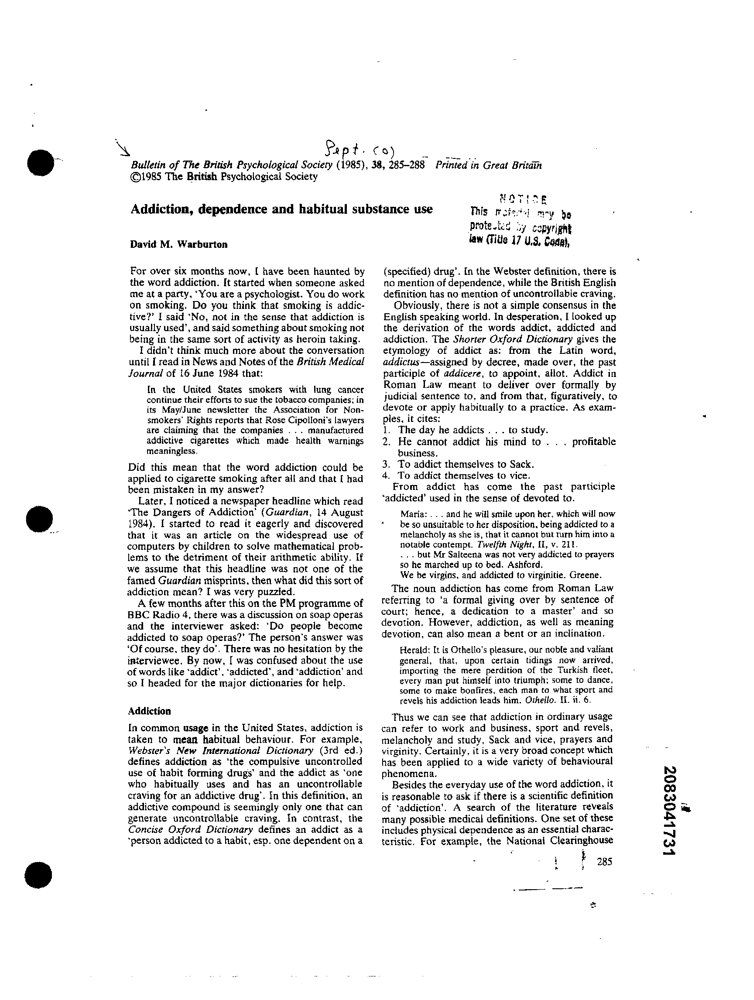 Sept. (o)
Bulletin of The British Psychological Society (1985), 38, 285–288 Printed in Great Britain
©1985 The British Psychological Society
Addiction, dependence and habitual substance use
NOTICE
This material may be
protected by copyright
law (Title 17 U.S. Code),
David M. Warburton
For over six months now, I have been haunted by
the word addiction. It started when someone asked
me at a party, 'You are a psychologist. You do work
on smoking. Do you think that smoking is addic-
tive?' I said 'No, not in the sense that addiction is
usually used', and said something about smoking not
being in the same sort of activity as heroin taking.
I didn't think much more about the conversation
until I read in News and Notes of the British Medical
Journal of 16 June 1984 that:
In the United States smokers with lung cancer
continue their efforts to sue the tobacco companies; in
its May/June newsletter the Association for Non-
smokers' Rights reports that Rose Cipolloni's lawyers
are claiming that the companies . . . manufactured
addictive cigarettes which made health warnings
meaningless.
Did this mean that the word addiction could be
applied to cigarette smoking after all and that I had
been mistaken in my answer?
Later, I noticed a newspaper headline which read
'The Dangers of Addiction' (Guardian, 14 August
1984). I started to read it eagerly and discovered
that it was an article on the widespread use of
computers by children to solve mathematical prob-
lems to the detriment of their arithmetic ability. If
we assume that this headline was not one of the
famed Guardian misprints, then what did this sort of
addiction mean? I was very puzzled.
A few months after this on the PM programme of
BBC Radio 4, there was a discussion on soap operas
and the interviewer asked: 'Do people become
addicted to soap operas?' The person's answer was
'Of course, they do'. There was no hesitation by the
interviewee. By now, I was confused about the use
of words like 'addict', 'addicted', and 'addiction' and
so I headed for the major dictionaries for help.
Addiction
In common usage in the United States, addiction is
taken to mean habitual behaviour. For example,
Webster's New International Dictionary (3rd ed.)
defines addiction as 'the compulsive uncontrolled
use of habit forming drugs' and the addict as 'one
who habitually uses and has an uncontrollable
craving for an addictive drug'. In this definition, an
addictive compound is seemingly only one that can
generate uncontrollable craving. In contrast, the
Concise Oxford Dictionary defines an addict as a
'person addicted to a habit, esp. one dependent on a
(specified) drug'. In the Webster definition, there is
no mention of dependence, while the British English
definition has no mention of uncontrollable craving.
Obviously, there is not a simple consensus in the
English speaking world. In desperation, I looked up
the derivation of the words addict, addicted and
addiction. The Shorter Oxford Dictionary gives the
etymology of addict as: from the Latin word,
addictus—assigned by decree, made over, the past
participle of addicere, to appoint, allot. Addict in
Roman Law meant to deliver over formally by
judicial sentence to, and from that, figuratively, to
devote or apply habitually to a practice. As exam-
ples, it cites:
1. The day he addicts . . . to study.
2. He cannot addict his mind to . . . profitable
business.
3. To addict themselves to Sack.
4. To addict themselves to vice.
From addict has come the past participle
'addicted' used in the sense of devoted to.
Maria: . . . and he will smile upon her, which will now
be so unsuitable to her disposition, being addicted to a
melancholy as she is, that it cannot but turn him into a
notable contempt. Twelfth Night, II, v. 211.
. . . but Mr Salteena was not very addicted to prayers
so he marched up to bed. Ashford.
We be virgins, and addicted to virginitie. Greene.
The noun addiction has come from Roman Law
referring to 'a formal giving over by sentence of
court; hence, a dedication to a master' and so
devotion. However, addiction, as well as meaning
devotion, can also mean a bent or an inclination.
Herald: It is Othello's pleasure, our noble and valiant
general, that, upon certain tidings now arrived,
importing the mere perdition of the Turkish fleet,
every man put himself into triumph; some to dance,
some to make bonfires, each man to what sport and
revels his addiction leads him. Othello. II. ii. 6.
Thus we can see that addiction in ordinary usage
can refer to work and business, sport and revels,
melancholy and study, Sack and vice, prayers and
virginity. Certainly, it is a very broad concept which
has been applied to a wide variety of behavioural
phenomena.
Besides the everyday use of the word addiction, it
is reasonable to ask if there is a scientific definition
of 'addiction'. A search of the literature reveals
many possible medical definitions. One set of these
includes physical dependence as an essential charac-
teristic. For example, the National Clearinghouse
285
2083041731